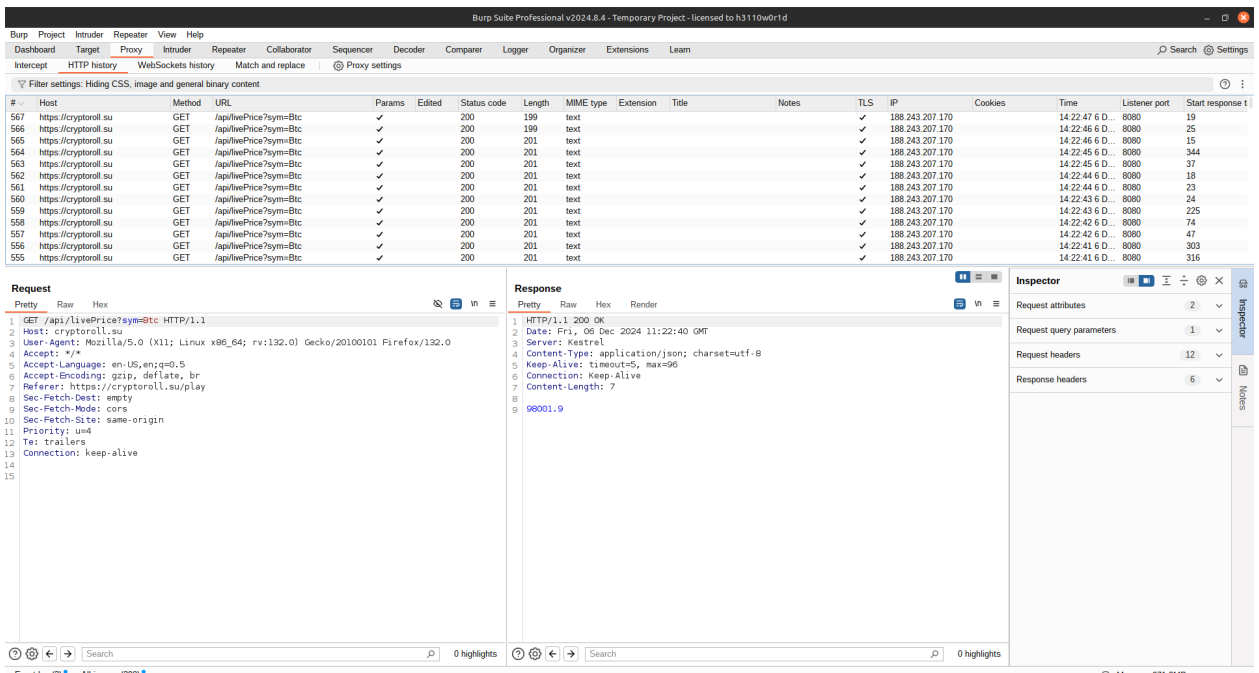 Burp Suite Professional v2024.8.4 - Temporary Project - licensed to h3110w0r1d
Burp Project Intruder Repeater View Help
Dashboard Target Proxy Intruder Repeater Collaborator Sequencer Decoder Comparer Logger Organizer Extensions Learn Search Settings
Intercept HTTP history WebSockets history Match and replace Proxy settings
Filter settings: Hiding CSS, image and general binary content
# Host Method URL Params Edited Status code Length MIME type Extension Title Notes TLS IP Cookies Time Listener port Start response t
567 https://cryptoroll.su GET /api/livePrice?sym=Btc ✓ 200 199 text ✓ 188.243.207.170 14:22:47 6 D... 8080 19
566 https://cryptoroll.su GET /api/livePrice?sym=Btc ✓ 200 199 text ✓ 188.243.207.170 14:22:46 6 D... 8080 25
565 https://cryptoroll.su GET /api/livePrice?sym=Btc ✓ 200 201 text ✓ 188.243.207.170 14:22:46 6 D... 8080 15
564 https://cryptoroll.su GET /api/livePrice?sym=Btc ✓ 200 201 text ✓ 188.243.207.170 14:22:45 6 D... 8080 344
563 https://cryptoroll.su GET /api/livePrice?sym=Btc ✓ 200 201 text ✓ 188.243.207.170 14:22:45 6 D... 8080 37
562 https://cryptoroll.su GET /api/livePrice?sym=Btc ✓ 200 201 text ✓ 188.243.207.170 14:22:44 6 D... 8080 18
561 https://cryptoroll.su GET /api/livePrice?sym=Btc ✓ 200 201 text ✓ 188.243.207.170 14:22:44 6 D... 8080 23
560 https://cryptoroll.su GET /api/livePrice?sym=Btc ✓ 200 201 text ✓ 188.243.207.170 14:22:43 6 D... 8080 24
559 https://cryptoroll.su GET /api/livePrice?sym=Btc ✓ 200 201 text ✓ 188.243.207.170 14:22:43 6 D... 8080 225
558 https://cryptoroll.su GET /api/livePrice?sym=Btc ✓ 200 201 text ✓ 188.243.207.170 14:22:42 6 D... 8080 74
557 https://cryptoroll.su GET /api/livePrice?sym=Btc ✓ 200 201 text ✓ 188.243.207.170 14:22:42 6 D... 8080 47
556 https://cryptoroll.su GET /api/livePrice?sym=Btc ✓ 200 201 text ✓ 188.243.207.170 14:22:41 6 D... 8080 303
555 https://cryptoroll.su GET /api/livePrice?sym=Btc ✓ 200 201 text ✓ 188.243.207.170 14:22:41 6 D... 8080 316
Request
Pretty Raw Hex \n
1 GET /api/livePrice?sym=Btc HTTP/1.1
2 Host: cryptoroll.su
3 User-Agent: Mozilla/5.0 (X11; Linux x86_64; rv:132.0) Gecko/20100101 Firefox/132.0
4 Accept: */*
5 Accept-Language: en-US,en;q=0.5
6 Accept-Encoding: gzip, deflate, br
7 Referer: https://cryptoroll.su/play
8 Sec-Fetch-Dest: empty
9 Sec-Fetch-Mode: cors
10 Sec-Fetch-Site: same-origin
11 Priority: u=4
12 Te: trailers
13 Connection: keep-alive
14
15
Search 0 highlights
Response
Pretty Raw Hex Render \n
1 HTTP/1.1 200 OK
2 Date: Fri, 06 Dec 2024 11:22:40 GMT
3 Server: Kestrel
4 Content-Type: application/json; charset=utf-8
5 Keep-Alive: timeout=5, max=96
6 Connection: Keep-Alive
7 Content-Length: 7
8
9 98001.9
Search 0 highlights
Inspector
Request attributes 2
Request query parameters 1
Request headers 12
Response headers 6
Inspector
Notes